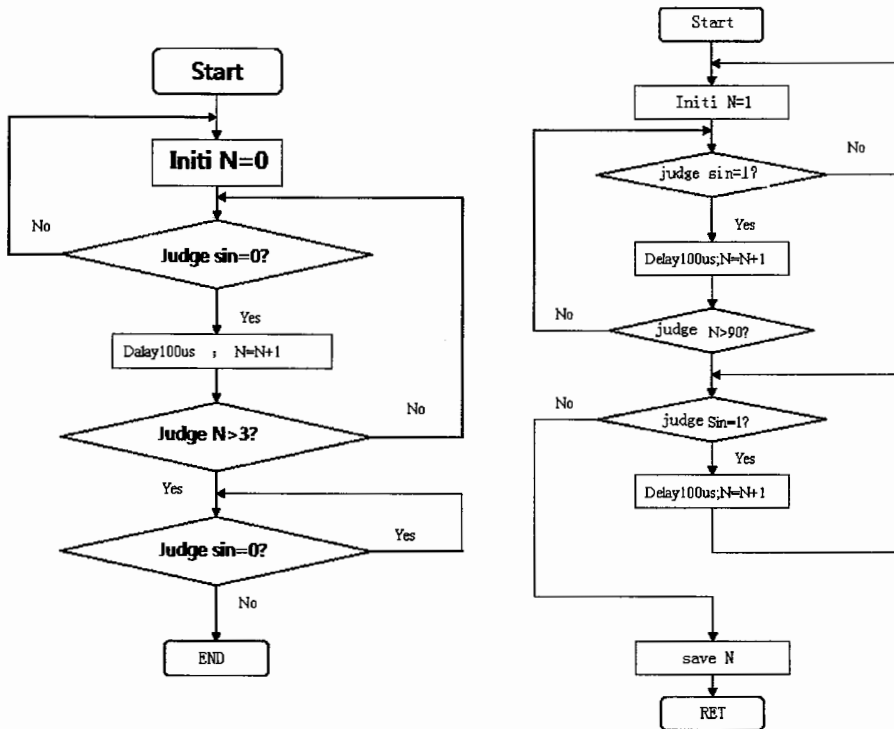 Start
Initi N=0
No
Judge sin=0?
Yes
Dalay100us ; N=N+1
No
Judge N>3?
Yes
Judge sin=0?
Yes
No
END
Start
Initi N=1
No
judge sin=1?
Yes
Delay100us;N=N+1
No
judge N>90?
No
judge Sin=1?
Yes
Delay100us;N=N+1
save N
RET